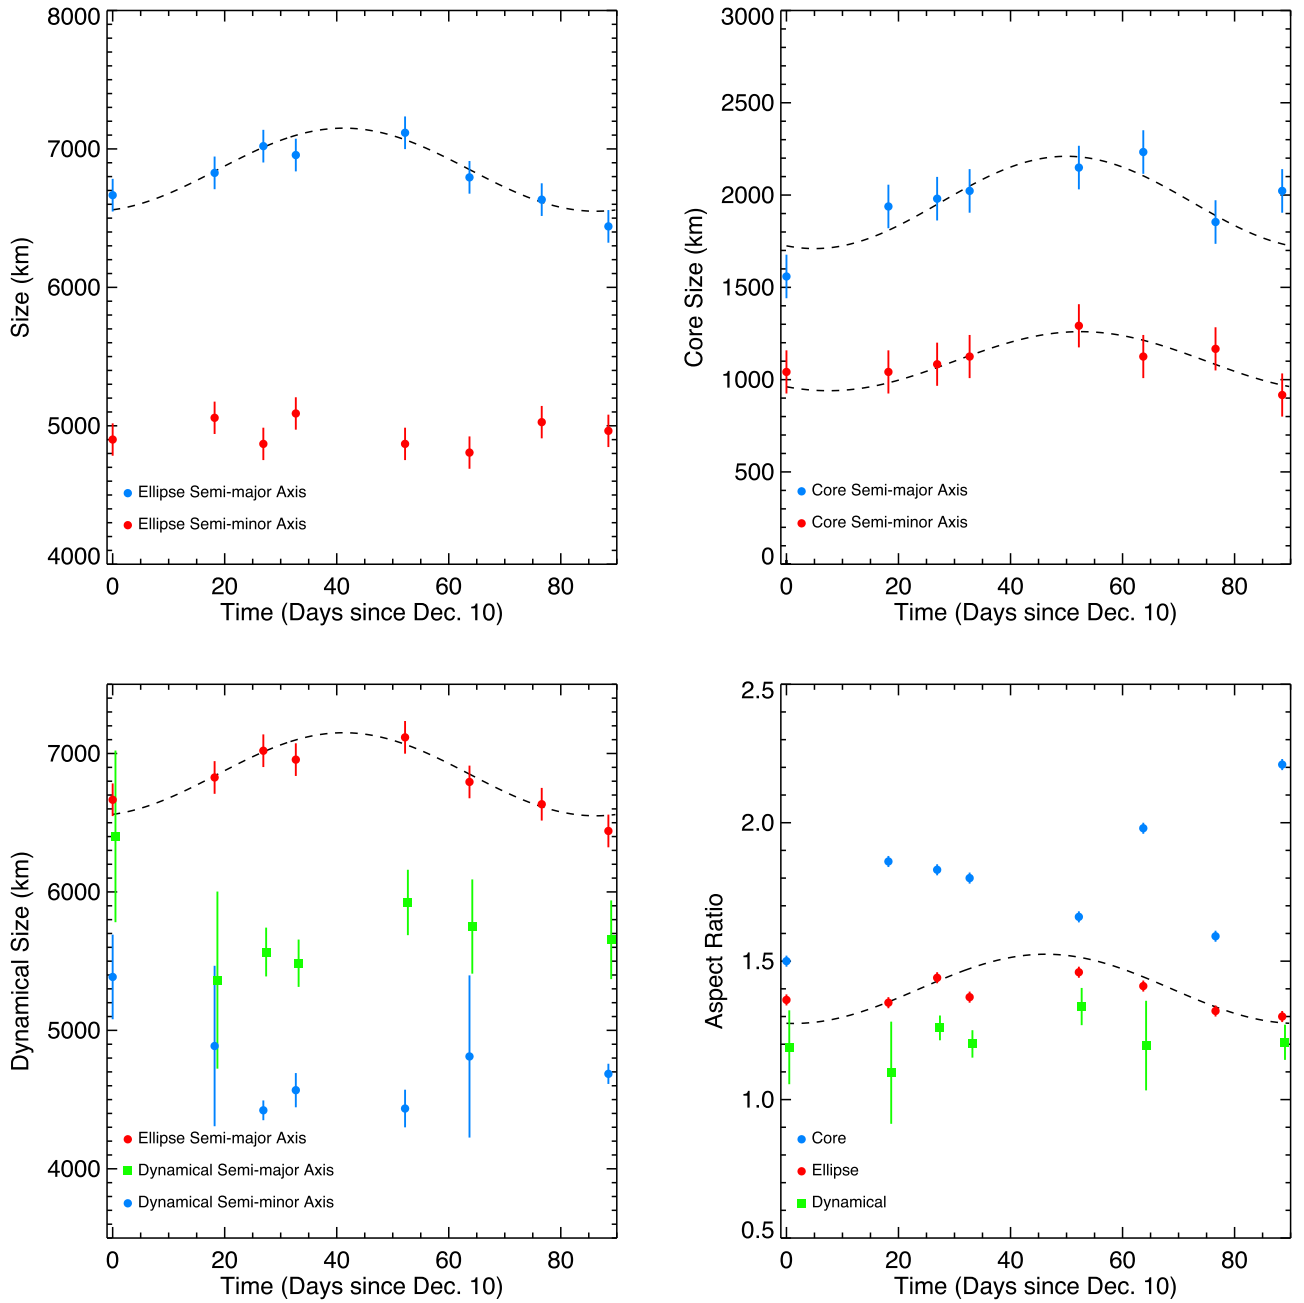 8000
7000
6000
5000
4000
Size (km)
Ellipse Semi-major Axis
Ellipse Semi-minor Axis
0 20 40 60 80
Time (Days since Dec. 10)
3000
2500
2000
1500
1000
500
0
Core Size (km)
Core Semi-major Axis
Core Semi-minor Axis
0 20 40 60 80
Time (Days since Dec. 10)
7000
6000
5000
4000
Dynamical Size (km)
Ellipse Semi-major Axis
Dynamical Semi-major Axis
Dynamical Semi-minor Axis
0 20 40 60 80
Time (Days since Dec. 10)
2.5
2.0
1.5
1.0
0.5
Aspect Ratio
Core
Ellipse
Dynamical
0 20 40 60 80
Time (Days since Dec. 10)